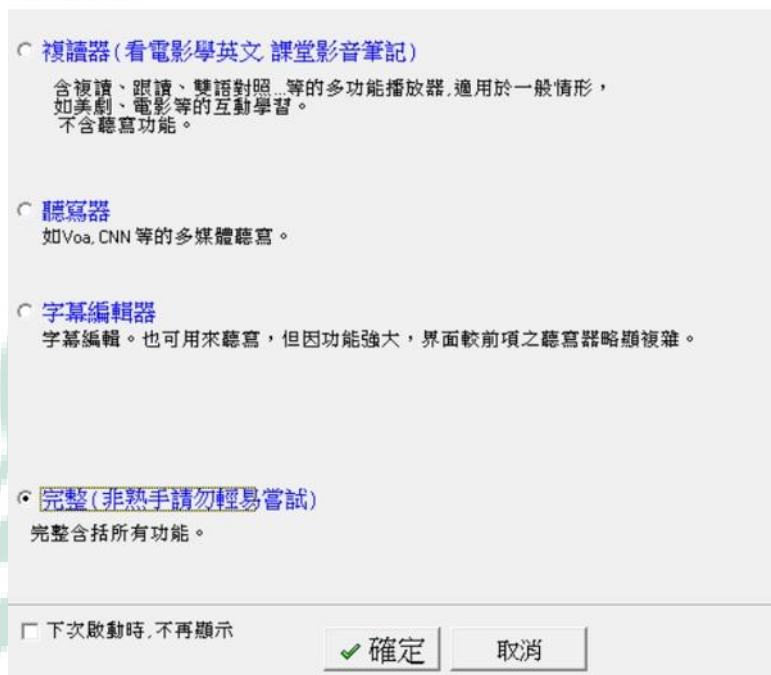 複讀器(看電影學英文 課堂影音筆記)
含複讀、跟讀、雙語對照...等的多功能播放器,適用於一般情形，
如美劇、電影等的互動學習。
不含聽寫功能。
聽寫器
如Voa, CNN 等的多媒體聽寫。
字幕編輯器
字幕編輯。也可用來聽寫，但因功能強大，界面較前項之聽寫器略顯複雜。
完整(非熟手請勿輕易嘗試)
完整含括所有功能。
下次啟動時,不再顯示
確定
取消